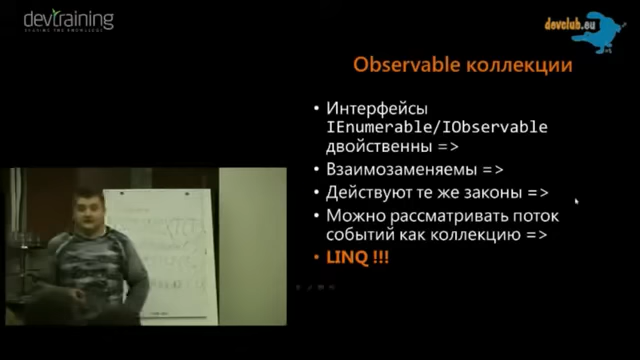 devtraining
devclub.eu
Observable коллекции
• Интерфейсы
IEnumerable/IObservable
двойственны =>
• Взаимозаменяемы =>
• Действуют те же законы =>
• Можно рассматривать поток
событий как коллекцию =>
• LINQ !!!